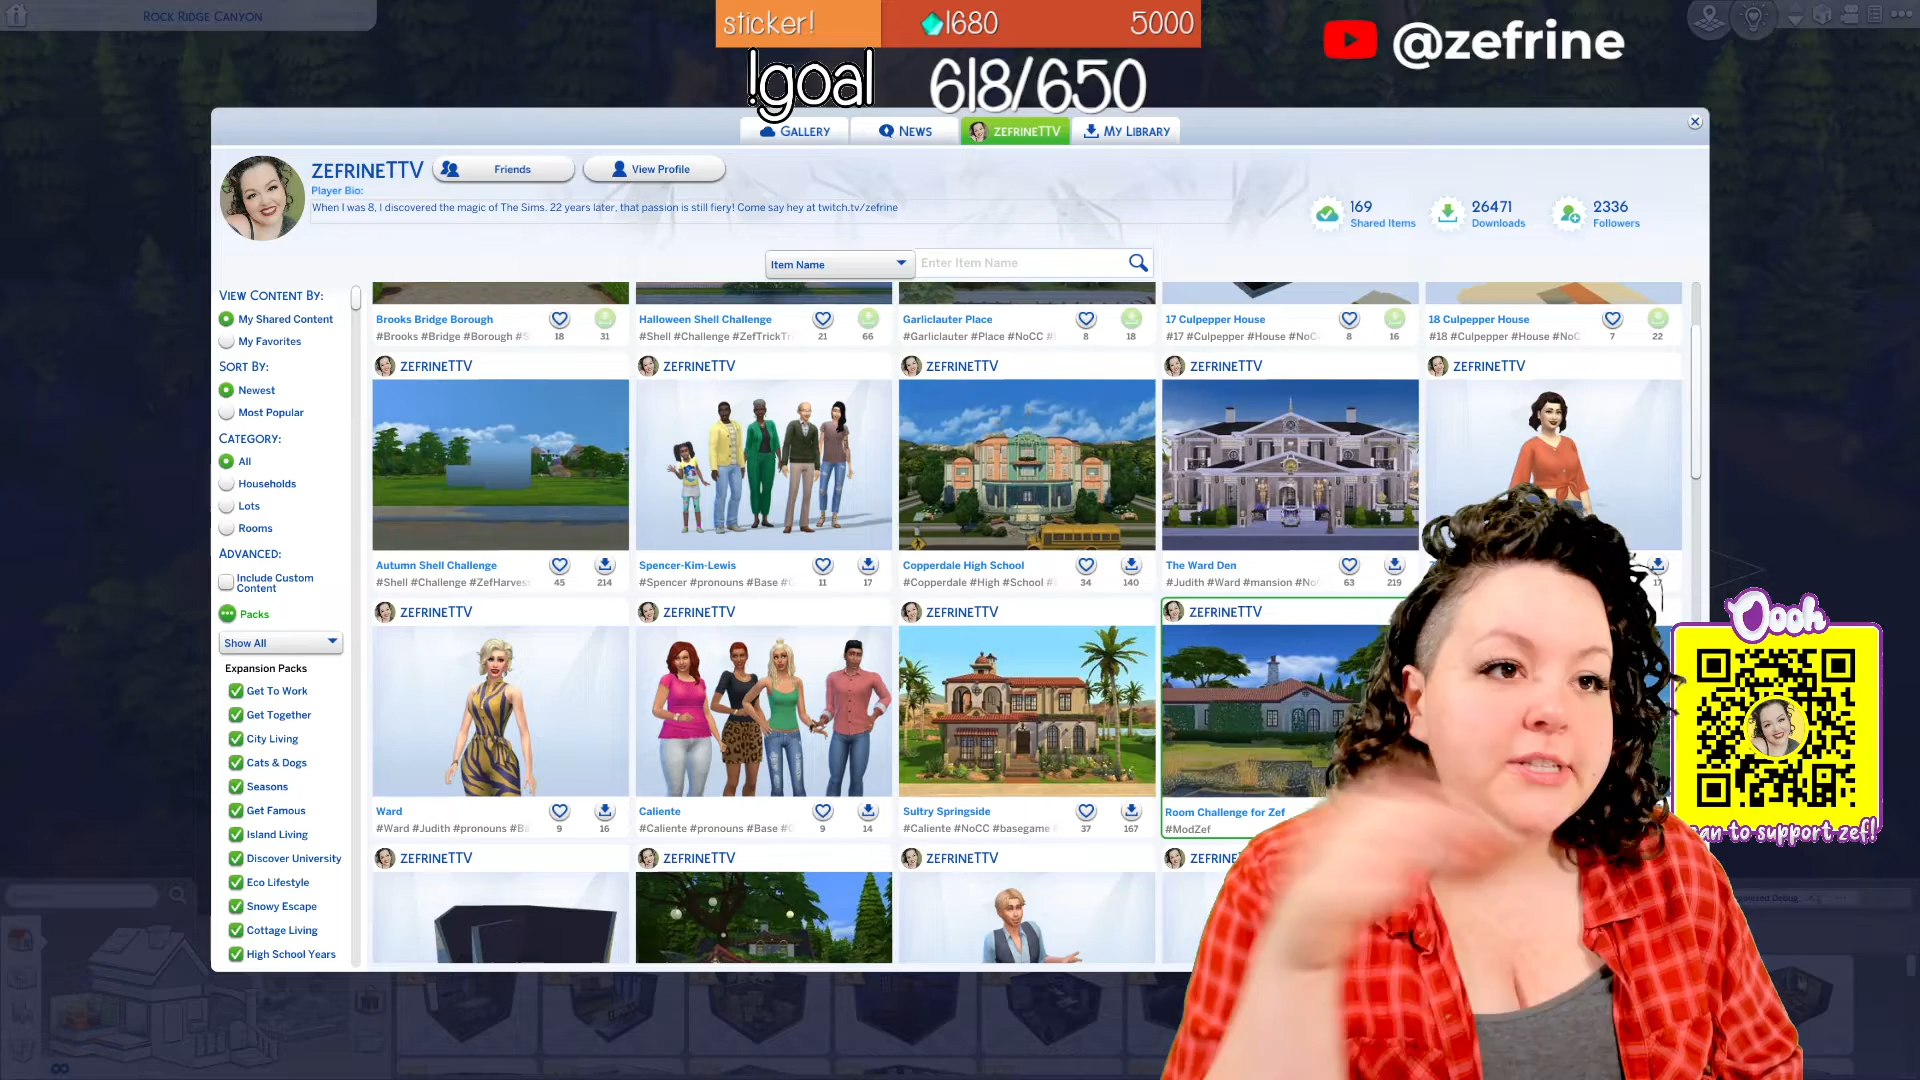 Rock Ridge Canyon
sticker!
1680
5000
!goal
618/650
@zefrine
Gallery
News
zefrineTTV
My Library
zefrineTTV
Friends
View Profile
Player Bio:
When I was 8, I discovered the magic of The Sims. 22 years later, that passion is still fiery! Come say hey at twitch.tv/zefrine
169
Shared Items
26471
Downloads
2336
Followers
Item Name
Enter Item Name
View Content By:
My Shared Content
My Favorites
Sort By:
Newest
Most Popular
Category:
All
Households
Lots
Rooms
Advanced:
Include Custom
Content
Packs
Show All
Expansion Packs
Get To Work
Get Together
City Living
Cats & Dogs
Seasons
Get Famous
Island Living
Discover University
Eco Lifestyle
Snowy Escape
Cottage Living
High School Years
Brooks Bridge Borough
#Brooks #Bridge #Borough #S
18
31
Halloween Shell Challenge
#Shell #Challenge #ZefTrickTr
21
66
Garliclauter Place
#Garliclauter #Place #NoCC #
8
18
17 Culpepper House
#17 #Culpepper #House #NoC
8
16
18 Culpepper House
#18 #Culpepper #House #NoC
7
22
zefrineTTV
zefrineTTV
zefrineTTV
zefrineTTV
zefrineTTV
Autumn Shell Challenge
#Shell #Challenge #ZefHarves
45
214
Spencer-Kim-Lewis
#Spencer #pronouns #Base #G
11
17
Copperdale High School
#Copperdale #High #School #
34
140
The Ward Den
#Judith #Ward #mansion #No
63
219
17
zefrineTTV
zefrineTTV
zefrineTTV
zefrineTTV
Ward
#Ward #Judith #pronouns #Ba
9
16
Caliente
#Caliente #pronouns #Base #G
9
14
Sultry Springside
#Caliente #NoCC #basegame
37
167
Room Challenge for Zef
#ModZef
zefrineTTV
zefrineTTV
zefrineTTV
zefrine
Oooh
an to support zef!